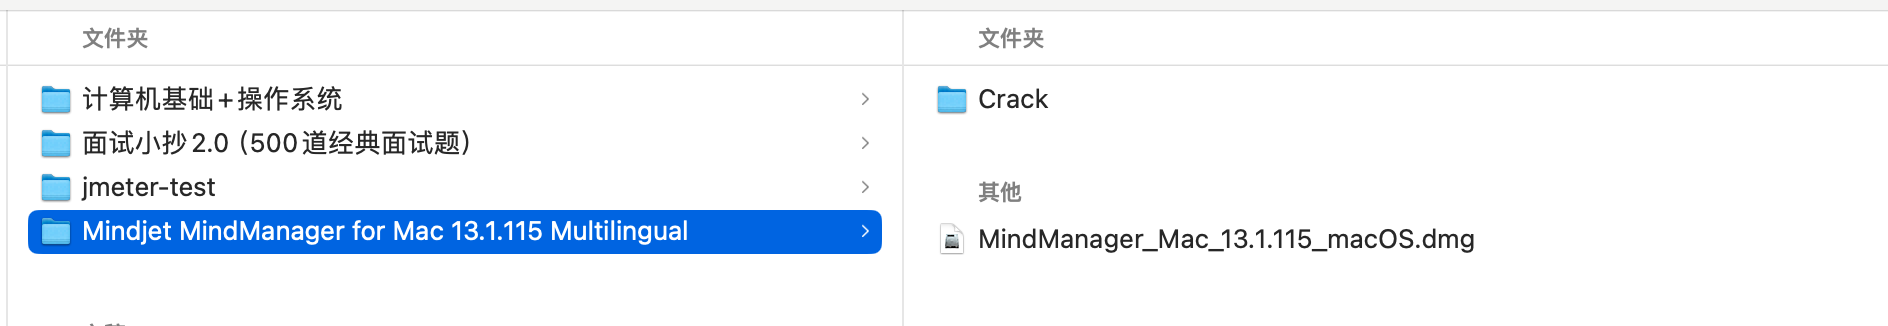 文件夹
计算机基础+操作系统
面试小抄2.0（500道经典面试题）
jmeter-test
Mindjet MindManager for Mac 13.1.115 Multilingual
文件夹
Crack
其他
MindManager_Mac_13.1.115_macOS.dmg